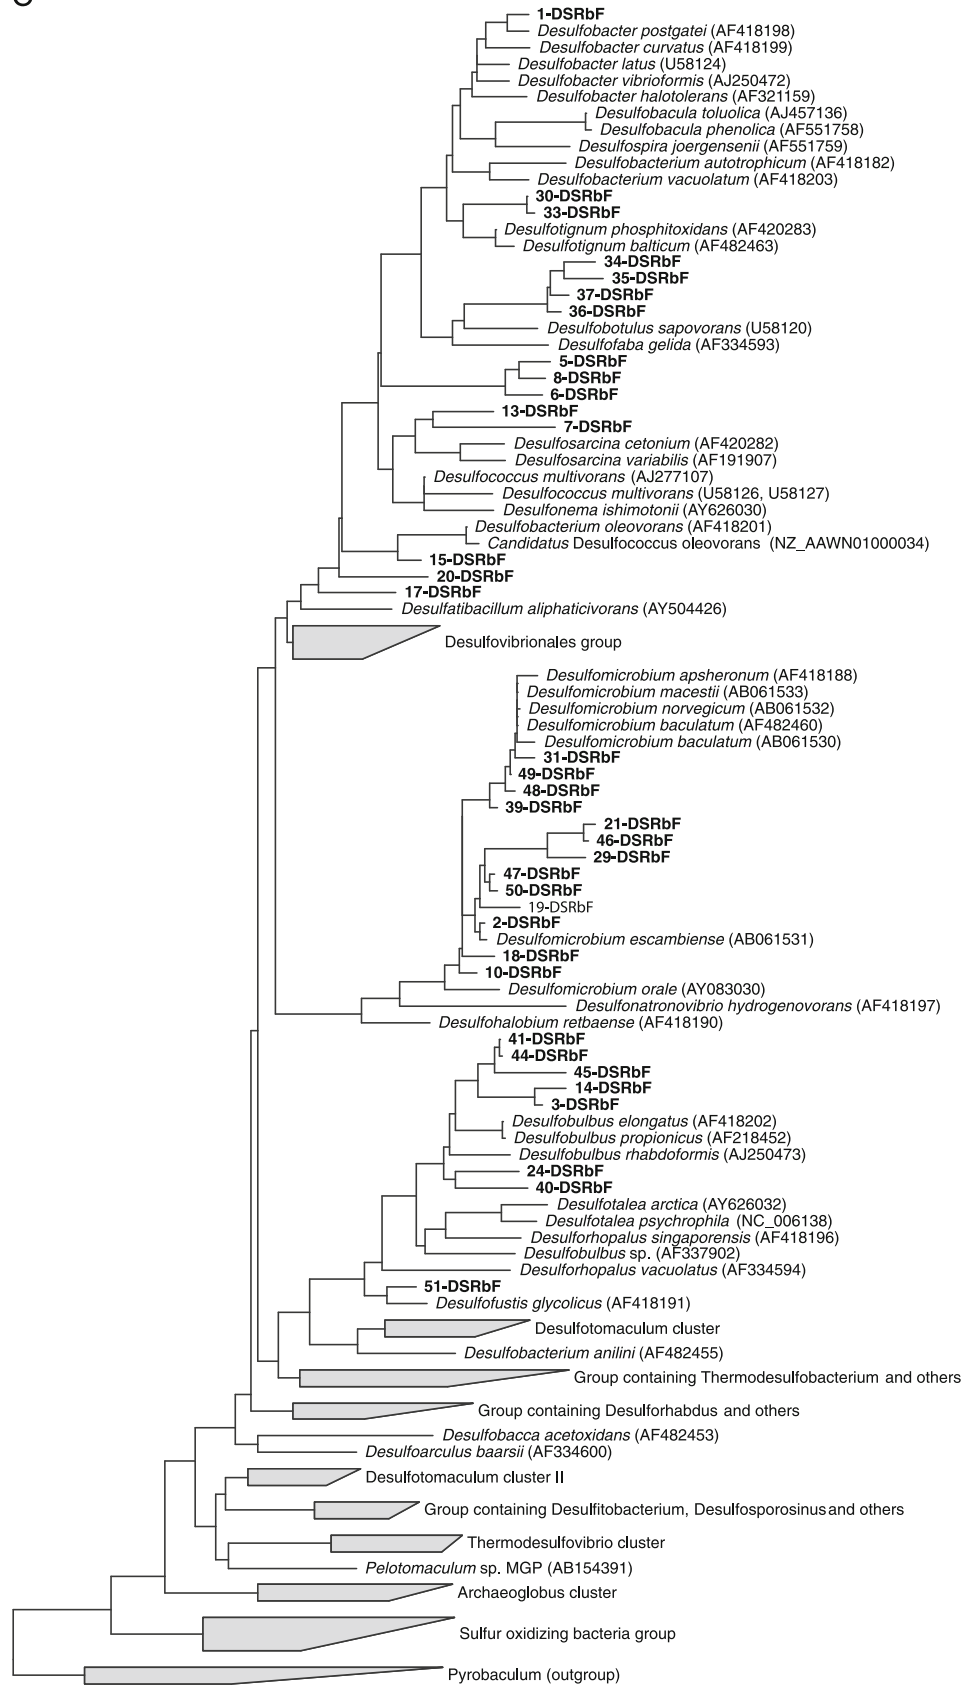 1-DSRbF
Desulfobacter postgatei (AF418198)
Desulfobacter curvatus (AF418199)
Desulfobacter latus (U58124)
Desulfobacter vibrioformis (AJ250472)
Desulfobacter halotolerans (AF321159)
Desulfobacula toluolica (AJ457136)
Desulfobacula phenolica (AF551758)
Desulfospira joergensenii (AF551759)
Desulfobacterium autotrophicum (AF418182)
Desulfobacterium vacuolatum (AF418203)
30-DSRbF
33-DSRbF
Desulfotignum phosphitoxidans (AF420283)
Desulfotignum balticum (AF482463)
34-DSRbF
35-DSRbF
37-DSRbF
36-DSRbF
Desulfobotulus sapovorans (U58120)
Desulfofaba gelida (AF334593)
5-DSRbF
8-DSRbF
6-DSRbF
13-DSRbF
7-DSRbF
Desulfosarcina cetonium (AF420282)
Desulfosarcina variabilis (AF191907)
Desulfococcus multivorans (AJ277107)
Desulfococcus multivorans (U58126, U58127)
Desulfonema ishimotonii (AY626030)
Desulfobacterium oleovorans (AF418201)
Candidatus Desulfococcus oleovorans (NZ_AAWN01000034)
15-DSRbF
20-DSRbF
17-DSRbF
Desulfatibacillum aliphaticivorans (AY504426)
Desulfovibrionales group
Desulfomicrobium apsheronum (AF418188)
Desulfomicrobium macestii (AB061533)
Desulfomicrobium norvegicum (AB061532)
Desulfomicrobium baculatum (AF482460)
Desulfomicrobium baculatum (AB061530)
31-DSRbF
49-DSRbF
48-DSRbF
39-DSRbF
21-DSRbF
46-DSRbF
29-DSRbF
47-DSRbF
50-DSRbF
19-DSRbF
2-DSRbF
Desulfomicrobium escambiense (AB061531)
18-DSRbF
10-DSRbF
Desulfomicrobium orale (AY083030)
Desulfonatronovibrio hydrogenovorans (AF418197)
Desulfohalobium retbaense (AF418190)
41-DSRbF
44-DSRbF
45-DSRbF
14-DSRbF
3-DSRbF
Desulfobulbus elongatus (AF418202)
Desulfobulbus propionicus (AF218452)
Desulfobulbus rhabdoformis (AJ250473)
24-DSRbF
40-DSRbF
Desulfotalea arctica (AY626032)
Desulfotalea psychrophila (NC_006138)
Desulforhopalus singaporensis (AF418196)
Desulfobulbus sp. (AF337902)
Desulforhopalus vacuolatus (AF334594)
51-DSRbF
Desulfofustis glycolicus (AF418191)
Desulfotomaculum cluster
Desulfobacterium anilini (AF482455)
Group containing Thermodesulfobacterium and others
Group containing Desulforhabdus and others
Desulfobacca acetoxidans (AF482453)
Desulfoarculus baarsii (AF334600)
Desulfotomaculum cluster II
Group containing Desulfitobacterium, Desulfosporosinus and others
Thermodesulfovibrio cluster
Pelotomaculum sp. MGP (AB154391)
Archaeoglobus cluster
Sulfur oxidizing bacteria group
Pyrobaculum (outgroup)